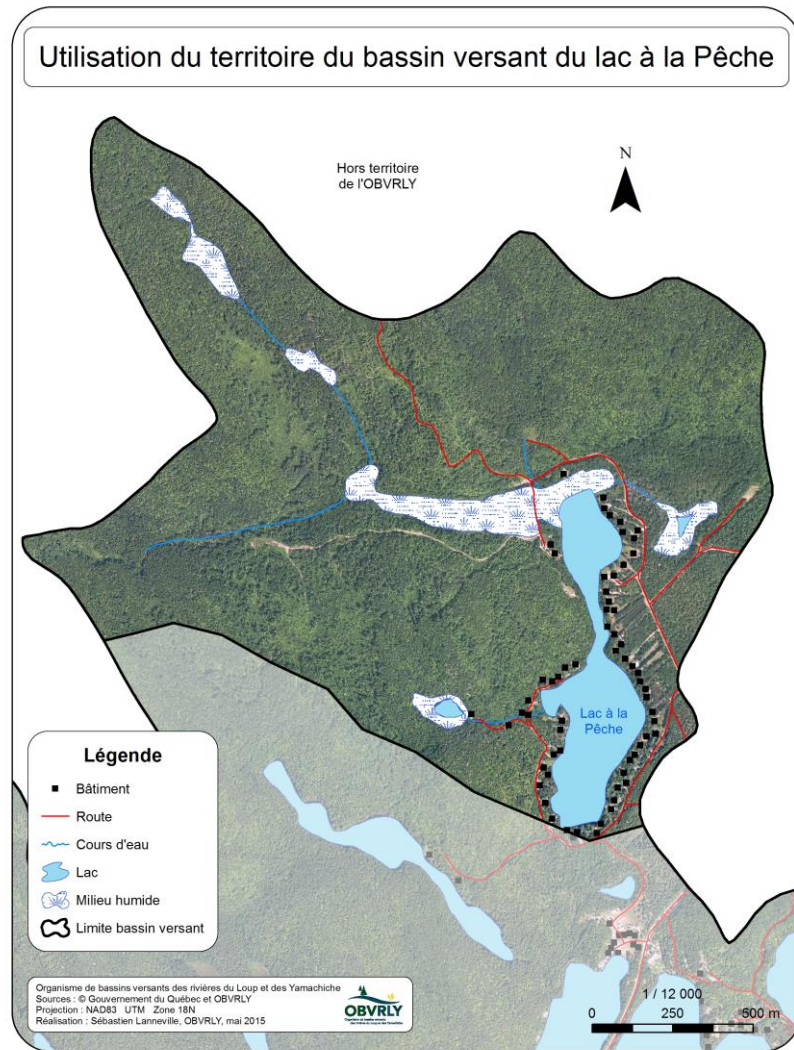 Utilisation du territoire du bassin versant du lac à la Pêche
Hors territoire
de l'OBVRLY
N
Lac à la
Pêche
Légende
Bâtiment
Route
Cours d'eau
Lac
Milieu humide
Limite bassin versant
Organisme de bassins versants des rivières du Loup et des Yamachiche
Sources : © Gouvernement du Québec et OBVRLY
Projection : NAD83 UTM Zone 18N
Réalisation : Sébastien Lanneville, OBVRLY, mai 2015
OBVRLY
1 / 12 000
0 250 500 m